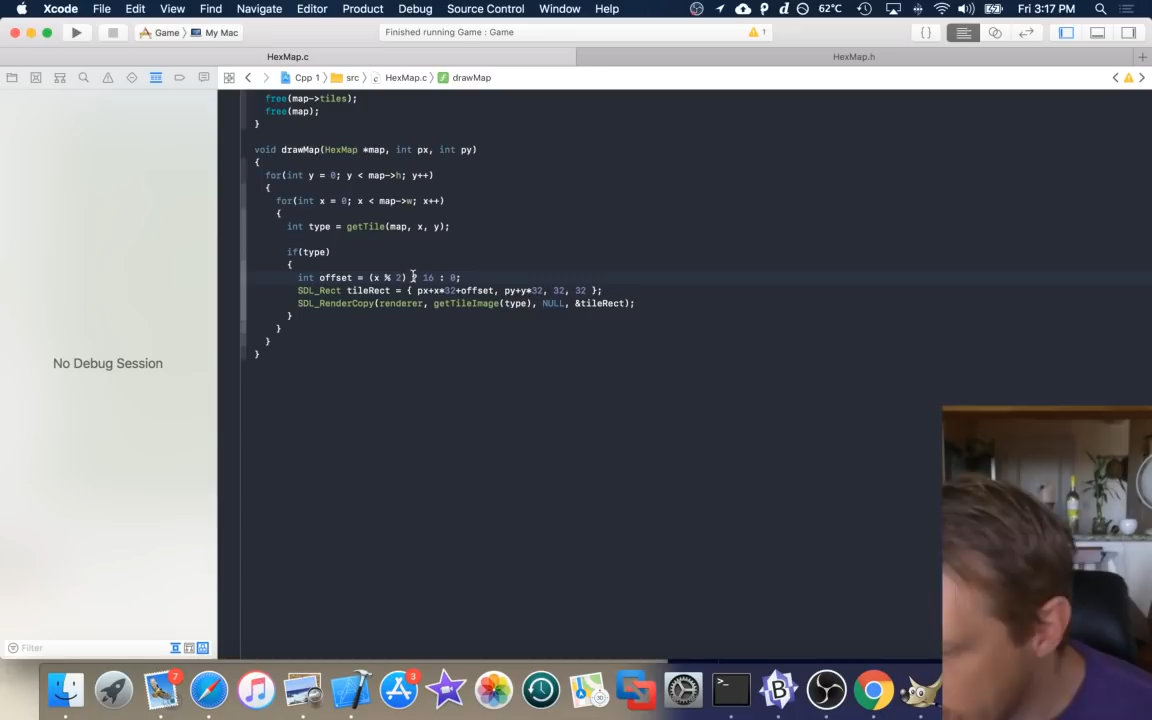 Xcode File Edit View Find Navigate Editor Product Debug Source Control Window Help 62°C Fri 3:17 PM
Game My Mac Finished running Game : Game 1
HexMap.c HexMap.h
Cpp 1 src HexMap.c drawMap
free(map->tiles);
free(map);
}
void drawMap(HexMap *map, int px, int py)
{
for(int y = 0; y < map->h; y++)
{
for(int x = 0; x < map->w; x++)
{
int type = getTile(map, x, y);
if(type)
{
int offset = (x % 2) ? 16 : 0;
SDL_Rect tileRect = { px+x*32+offset, py+y*32, 32, 32 };
SDL_RenderCopy(renderer, getTileImage(type), NULL, &tileRect);
}
}
}
}
No Debug Session
Filter
7
3